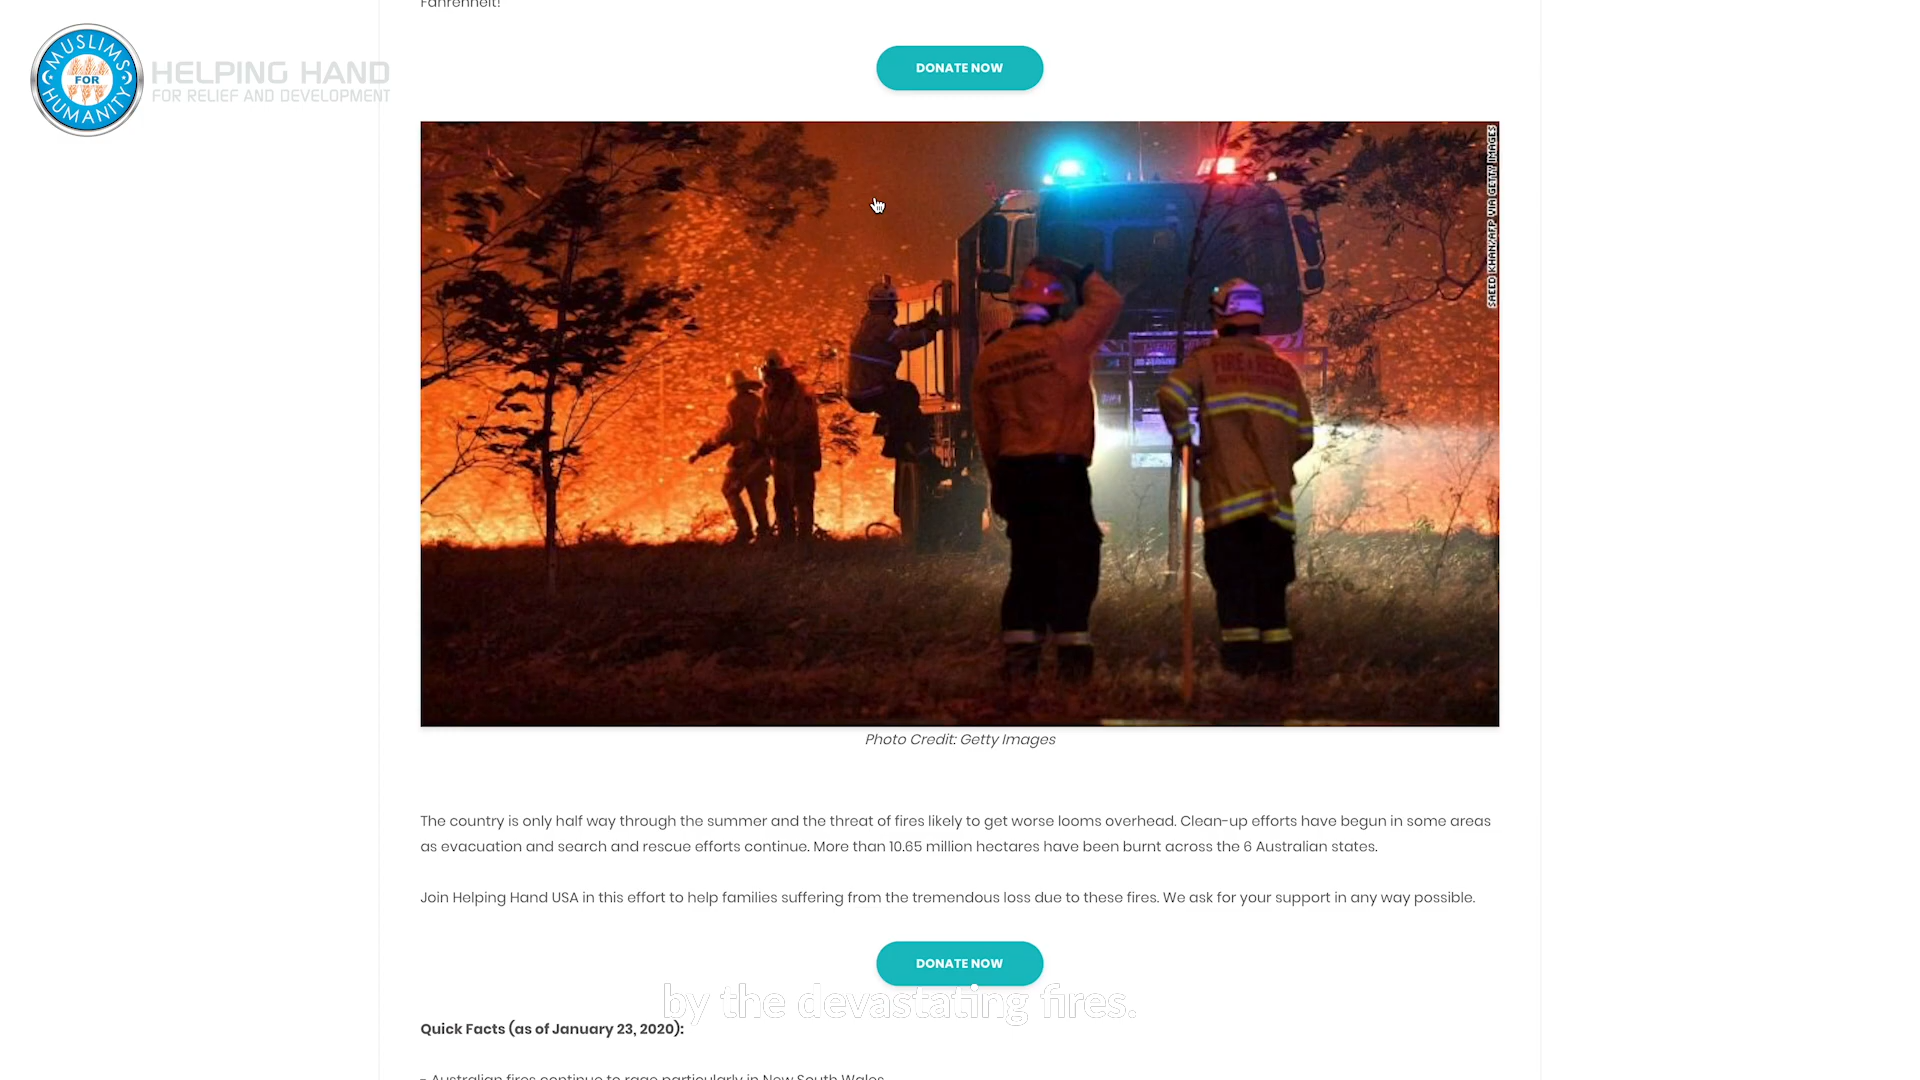 Fahrenheit!
MUSLIMS
FOR
HUMANITY
HELPING HAND
FOR RELIEF AND DEVELOPMENT
DONATE NOW
SAEED KHAN/AFP VIA GETTY IMAGES
FIRE & RESCUE
Photo Credit: Getty Images
The country is only half way through the summer and the threat of fires likely to get worse looms overhead. Clean-up efforts have begun in some areas
as evacuation and search and rescue efforts continue. More than 10.65 million hectares have been burnt across the 6 Australian states.
Join Helping Hand USA in this effort to help families suffering from the tremendous loss due to these fires. We ask for your support in any way possible.
DONATE NOW
by the devastating fires.
Quick Facts (as of January 23, 2020):
- Australian fires continue to rage particularly in New South Wales